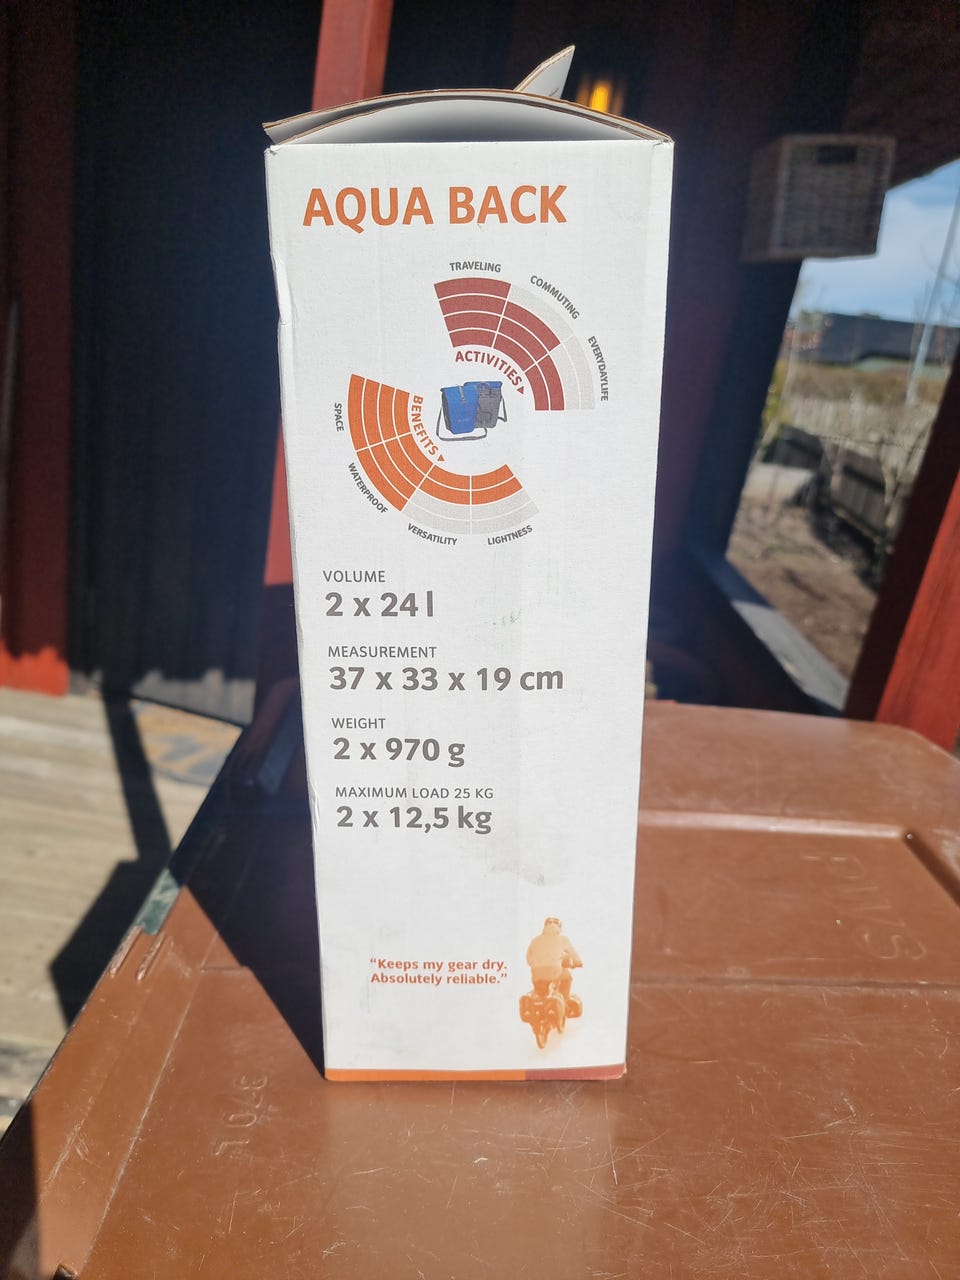 AQUA BACK
TRAVELING
COMMUTING
EVERYDAYLIFE
ACTIVITIES
BENEFITS
SPACE
WATERPROOF
VERSATILITY
LIGHTNESS
VOLUME
2 x 24 l
MEASUREMENT
37 x 33 x 19 cm
WEIGHT
2 x 970 g
MAXIMUM LOAD 25 KG
2 x 12,5 kg
“Keeps my gear dry.
Absolutely reliable.”